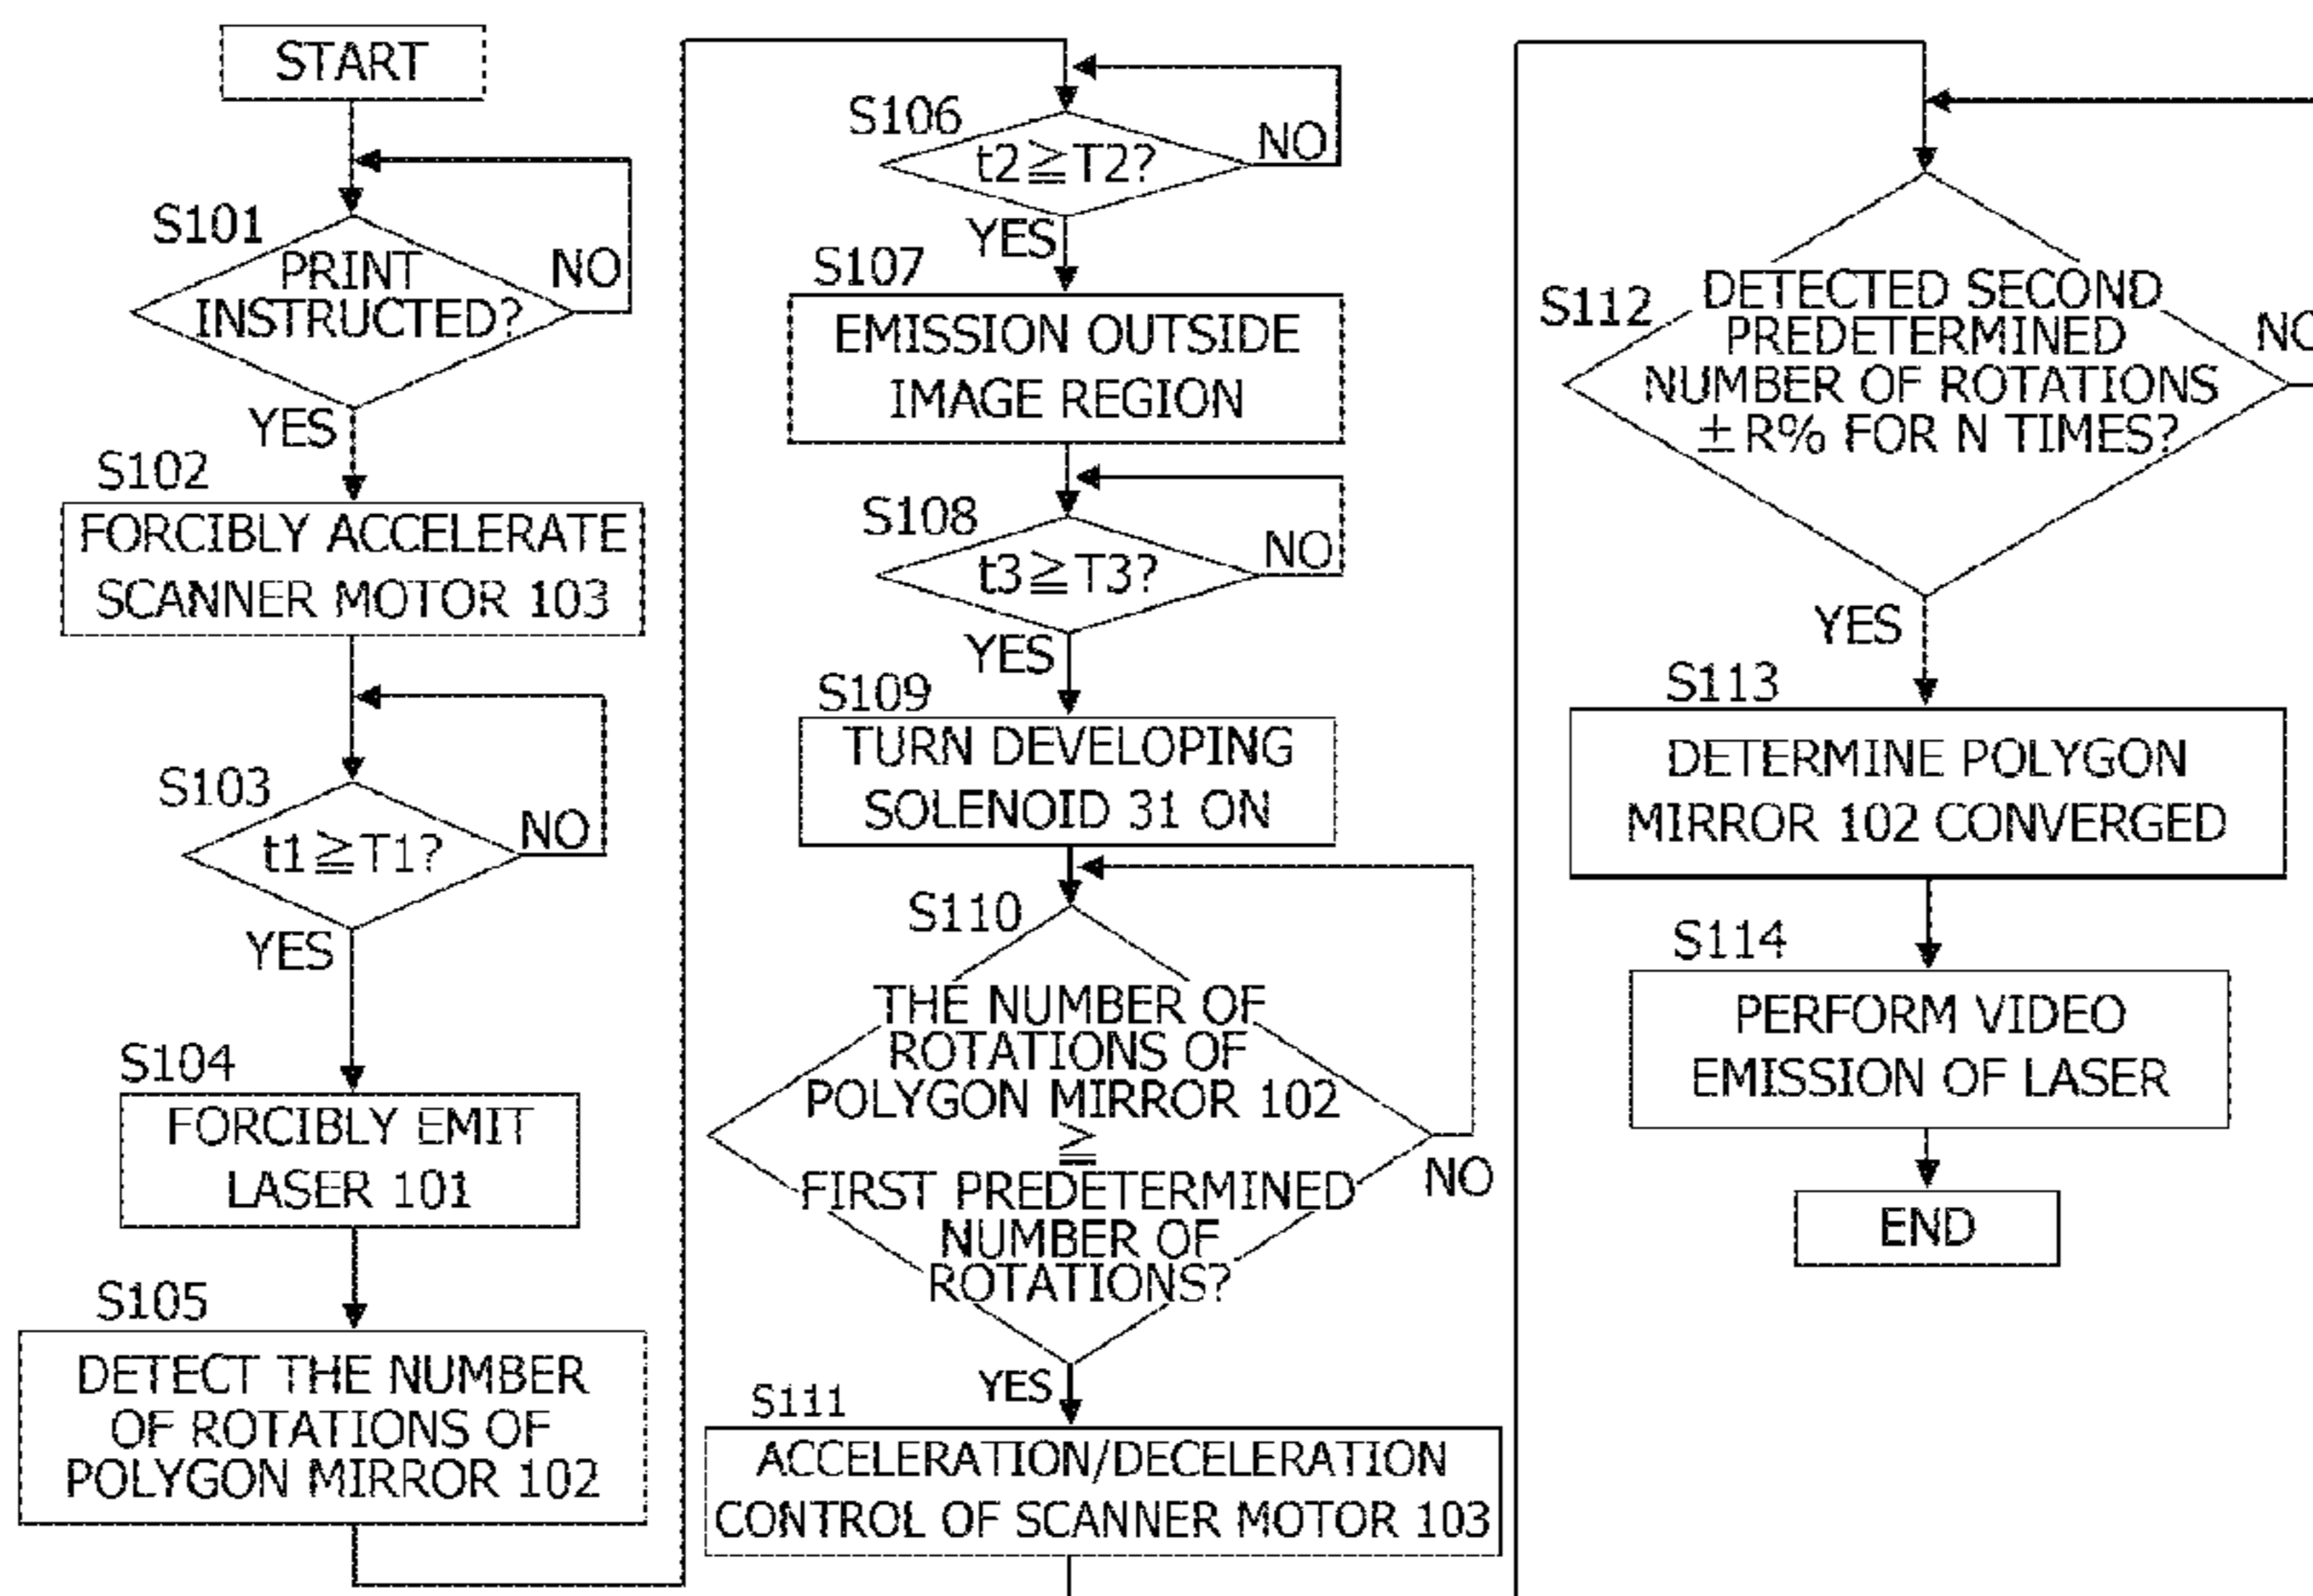 START
S101
PRINT
INSTRUCTED?
NO
YES
S102
FORCIBLY ACCELERATE
SCANNER MOTOR 103
S103
t1≧T1?
NO
YES
S104
FORCIBLY EMIT
LASER 101
S105
DETECT THE NUMBER
OF ROTATIONS OF
POLYGON MIRROR 102
S106
t2≧T2?
NO
YES
S107
EMISSION OUTSIDE
IMAGE REGION
S108
t3≧T3?
NO
YES
S109
TURN DEVELOPING
SOLENOID 31 ON
S110
THE NUMBER OF
ROTATIONS OF
POLYGON MIRROR 102
≧
FIRST PREDETERMINED
NUMBER OF
ROTATIONS?
NO
YES
S111
ACCELERATION/DECELERATION
CONTROL OF SCANNER MOTOR 103
S112
DETECTED SECOND
PREDETERMINED
NUMBER OF ROTATIONS
±R% FOR N TIMES?
NO
YES
S113
DETERMINE POLYGON
MIRROR 102 CONVERGED
S114
PERFORM VIDEO
EMISSION OF LASER
END